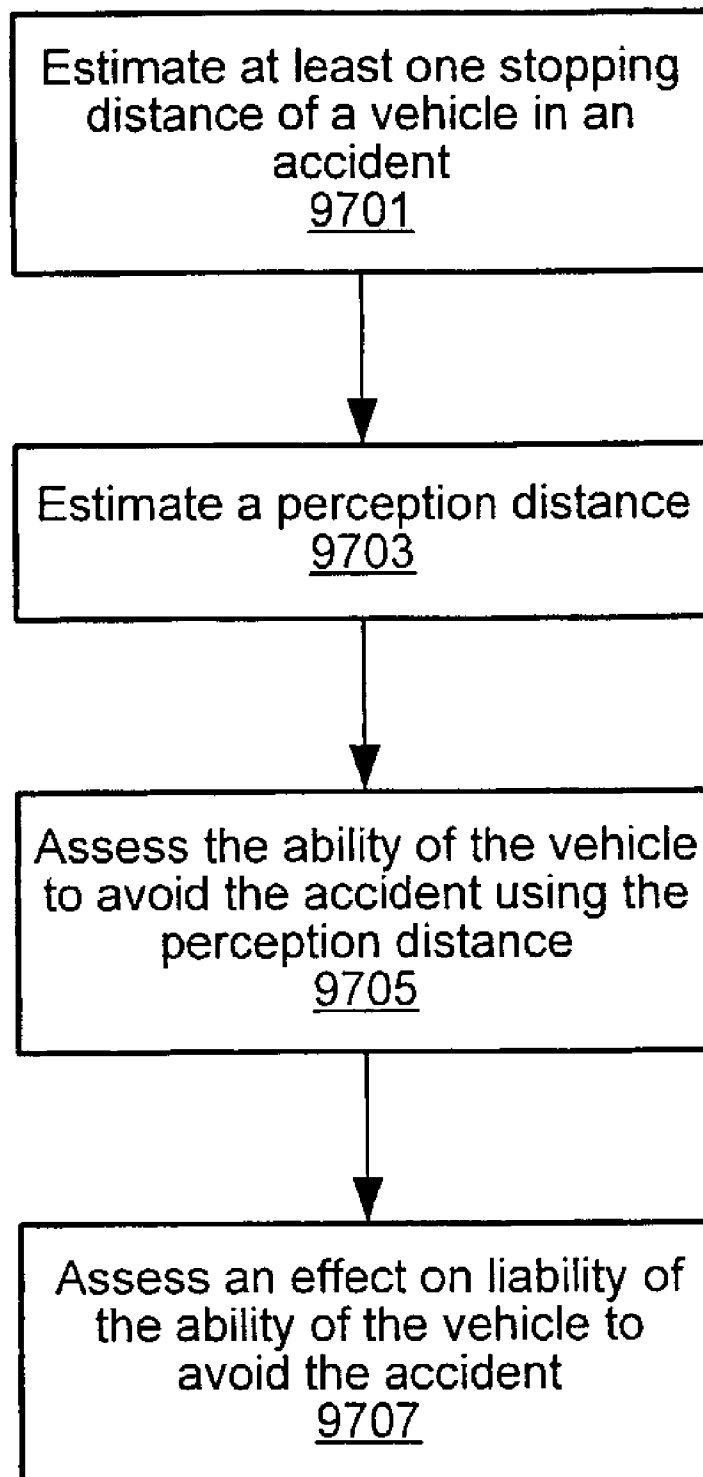 Estimate at least one stopping
distance of a vehicle in an
accident
9701
Estimate a perception distance
9703
Assess the ability of the vehicle
to avoid the accident using the
perception distance
9705
Assess an effect on liability of
the ability of the vehicle to
avoid the accident
9707